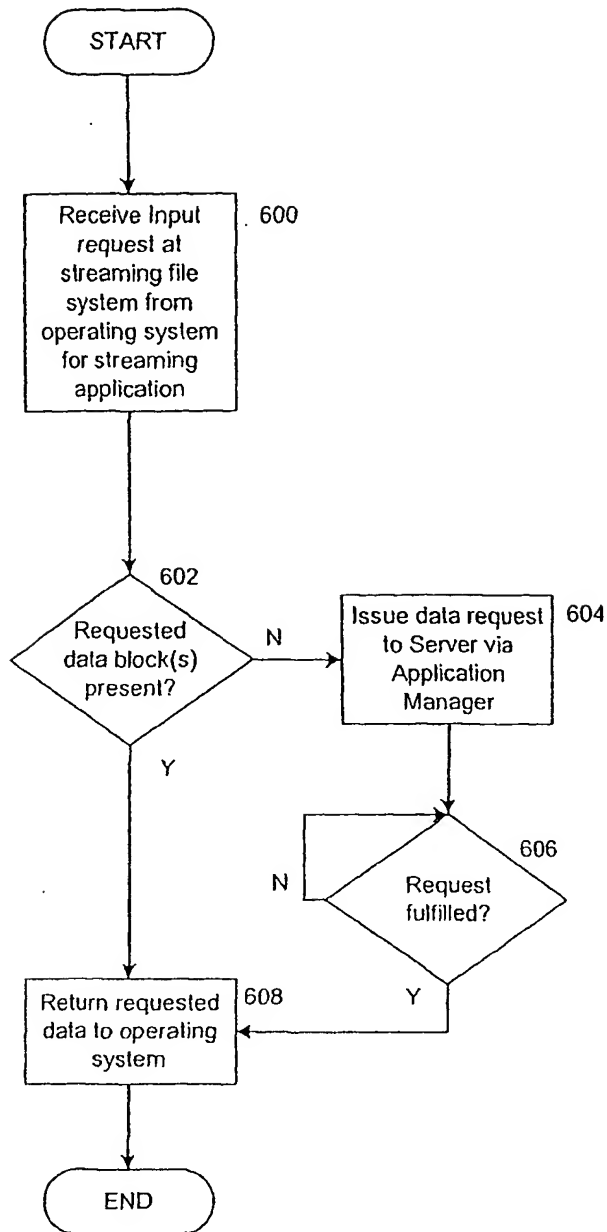 START
Receive Input
request at
streaming file
system from
operating system
for streaming
application
600
602
Requested
data block(s)
present?
N
Y
Issue data request
to Server via
Application
Manager
604
606
Request
fulfilled?
N
Y
Return requested
data to operating
system
608
END